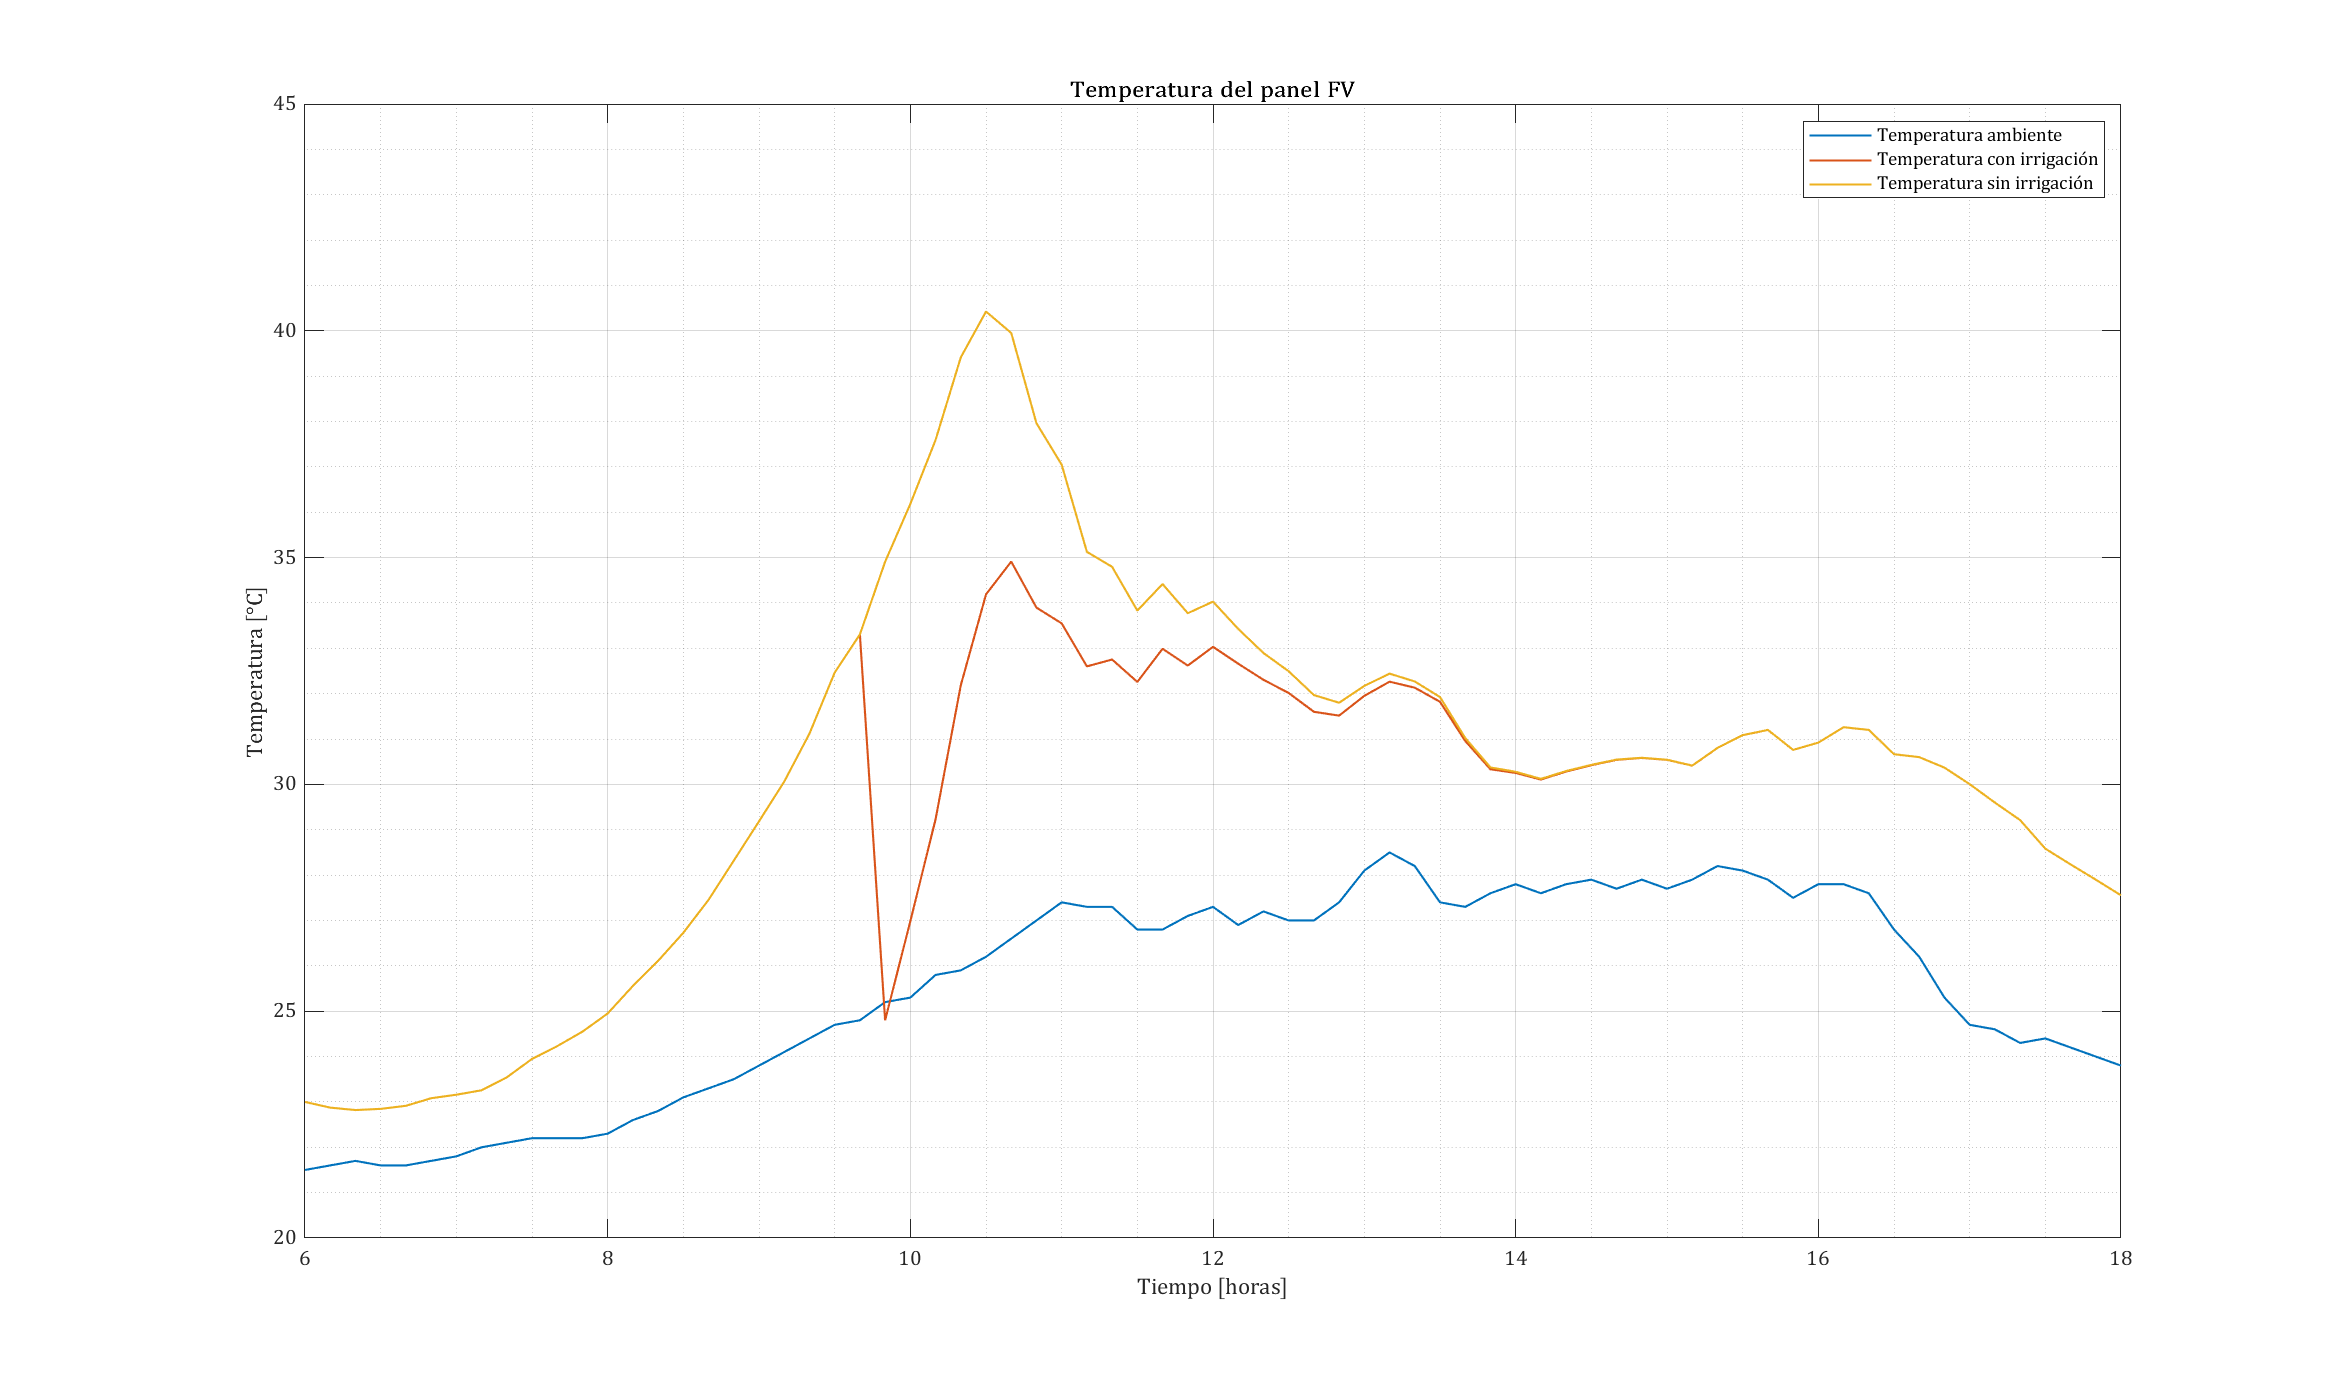 Temperatura del panel FV
45
Temperatura ambiente
Temperatura con irrigación
Temperatura sin irrigación
40
35
Temperatura [°C]
30
25
20
6 8 10 12 14 16 18
Tiempo [horas]